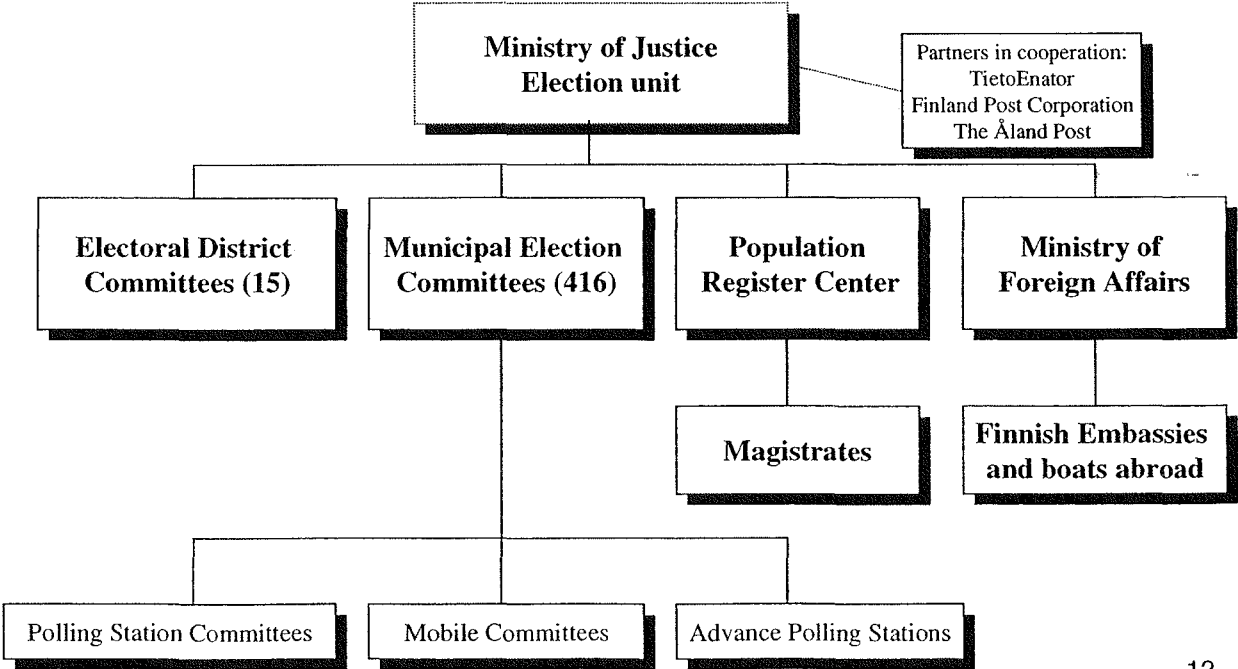 Ministry of Justice
Election unit
Partners in cooperation:
TietoEnator
Finland Post Corporation
The Åland Post
Electoral District
Committees (15)
Municipal Election
Committees (416)
Population
Register Center
Ministry of
Foreign Affairs
Magistrates
Finnish Embassies
and boats abroad
Polling Station Committees
Mobile Committees
Advance Polling Stations